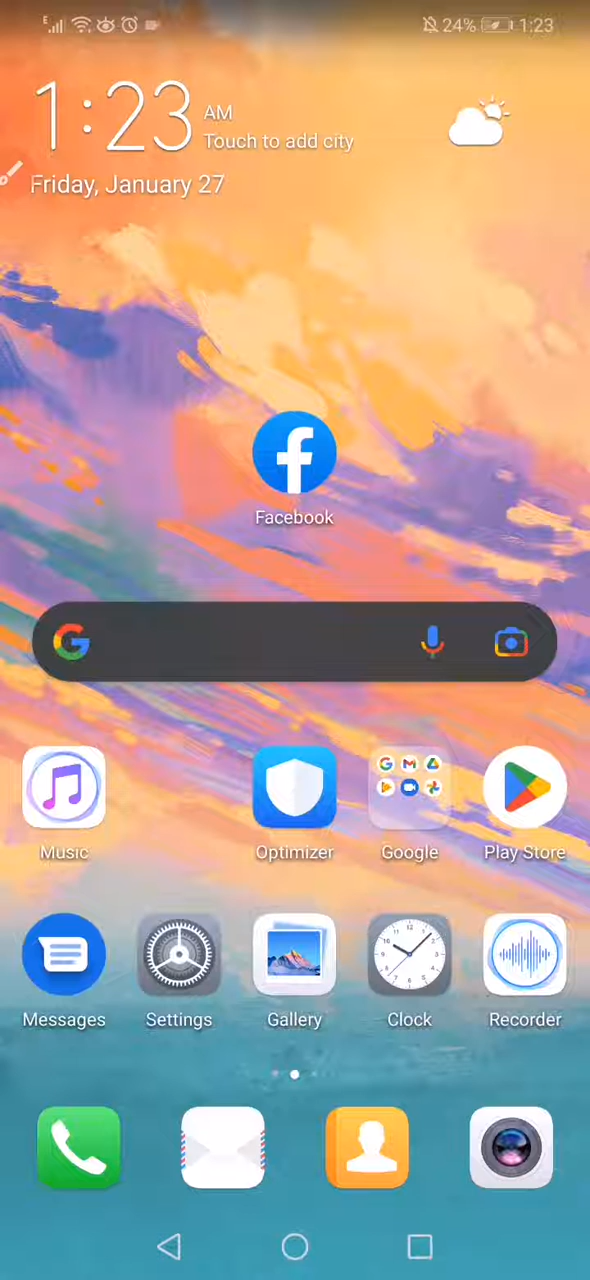 E 24% 1:23
1:23 AM
Touch to add city
Friday, January 27
Facebook
Music Optimizer Google Play Store
Messages Settings Gallery Clock Recorder